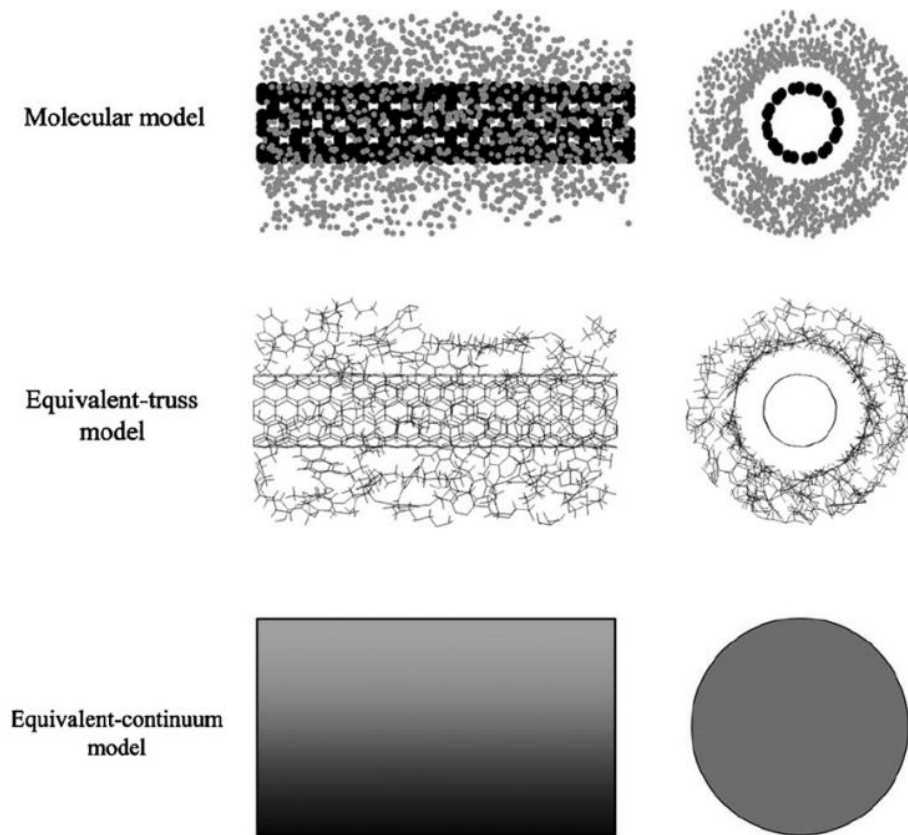 Molecular model
Equivalent-truss
model
Equivalent-continuum
model